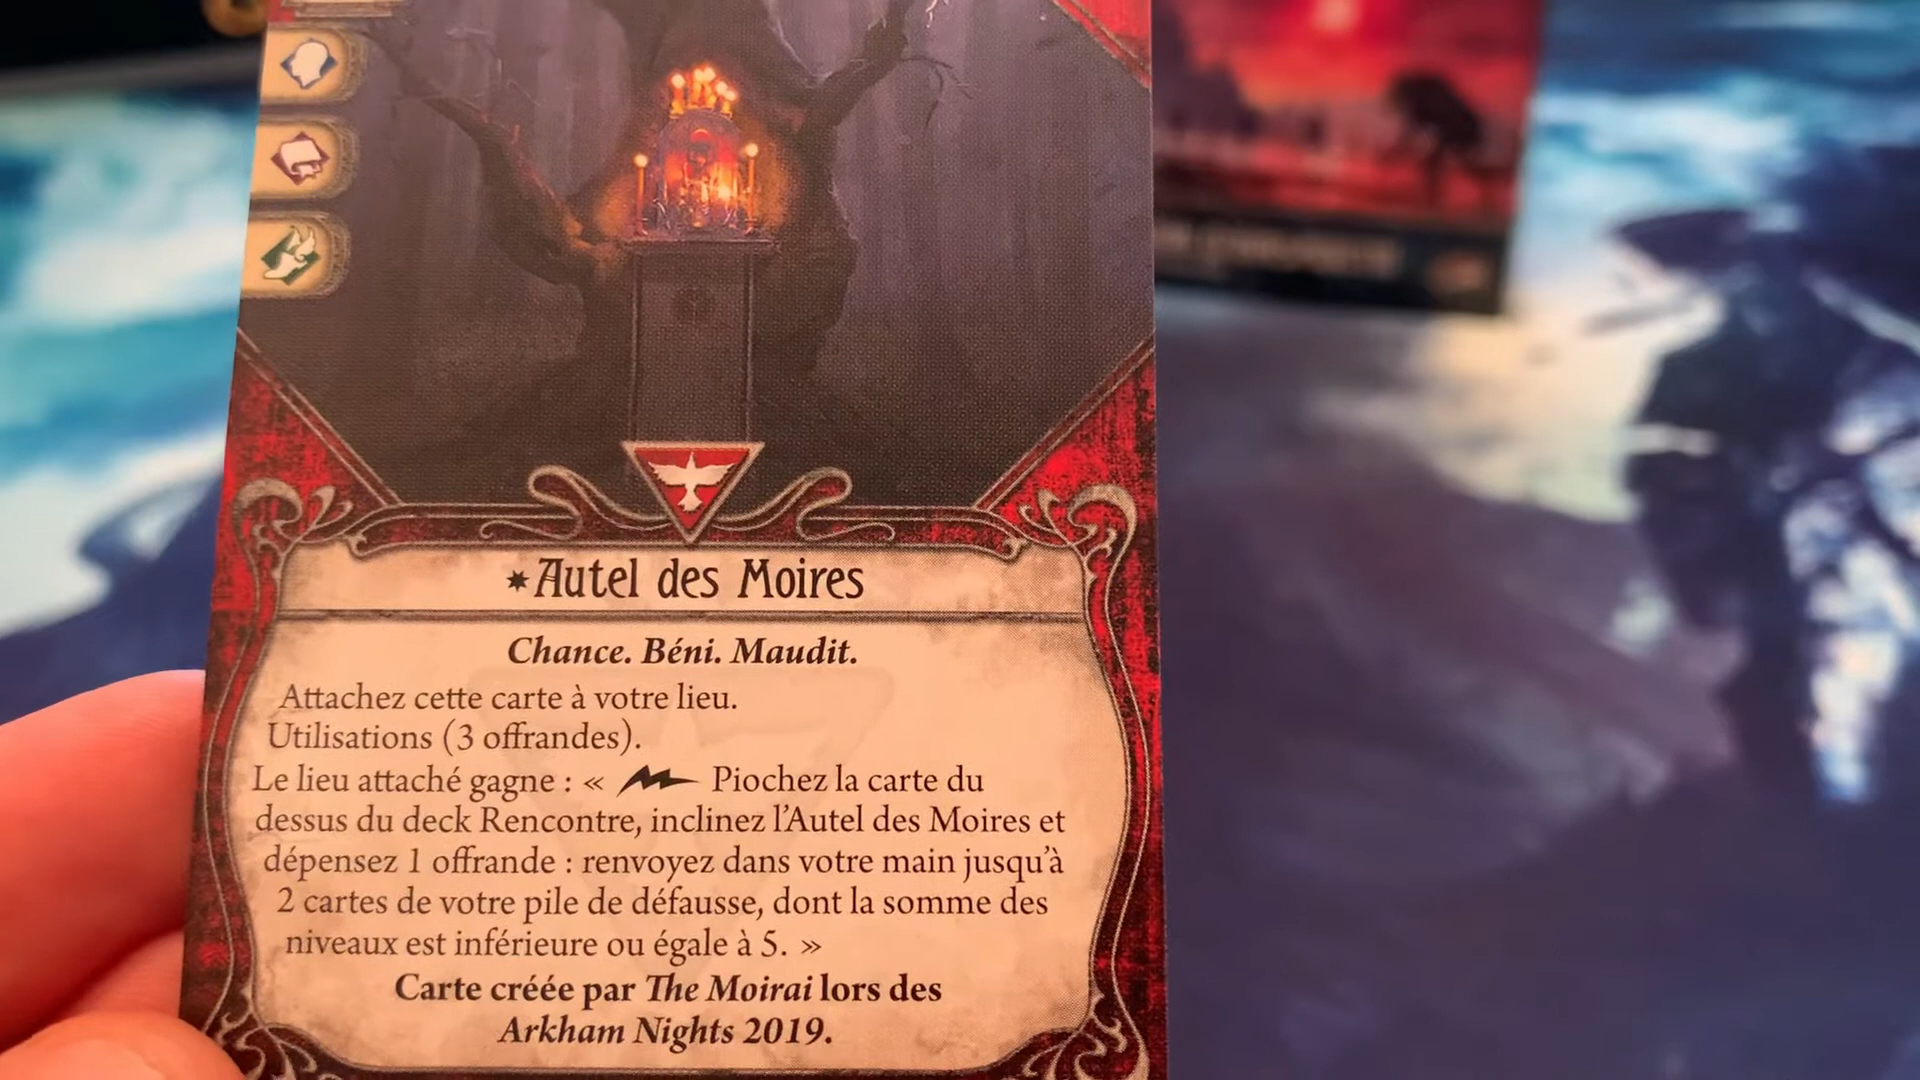 Autel des Moires
Chance. Béni. Maudit.
Attachez cette carte à votre lieu.
Utilisations (3 offrandes).
Le lieu attaché gagne : « Piochez la carte du
dessus du deck Rencontre, inclinez l'Autel des Moires et
dépensez 1 offrande : renvoyez dans votre main jusqu'à
2 cartes de votre pile de défausse, dont la somme des
niveaux est inférieure ou égale à 5. »
Carte créée par The Moirai lors des
Arkham Nights 2019.